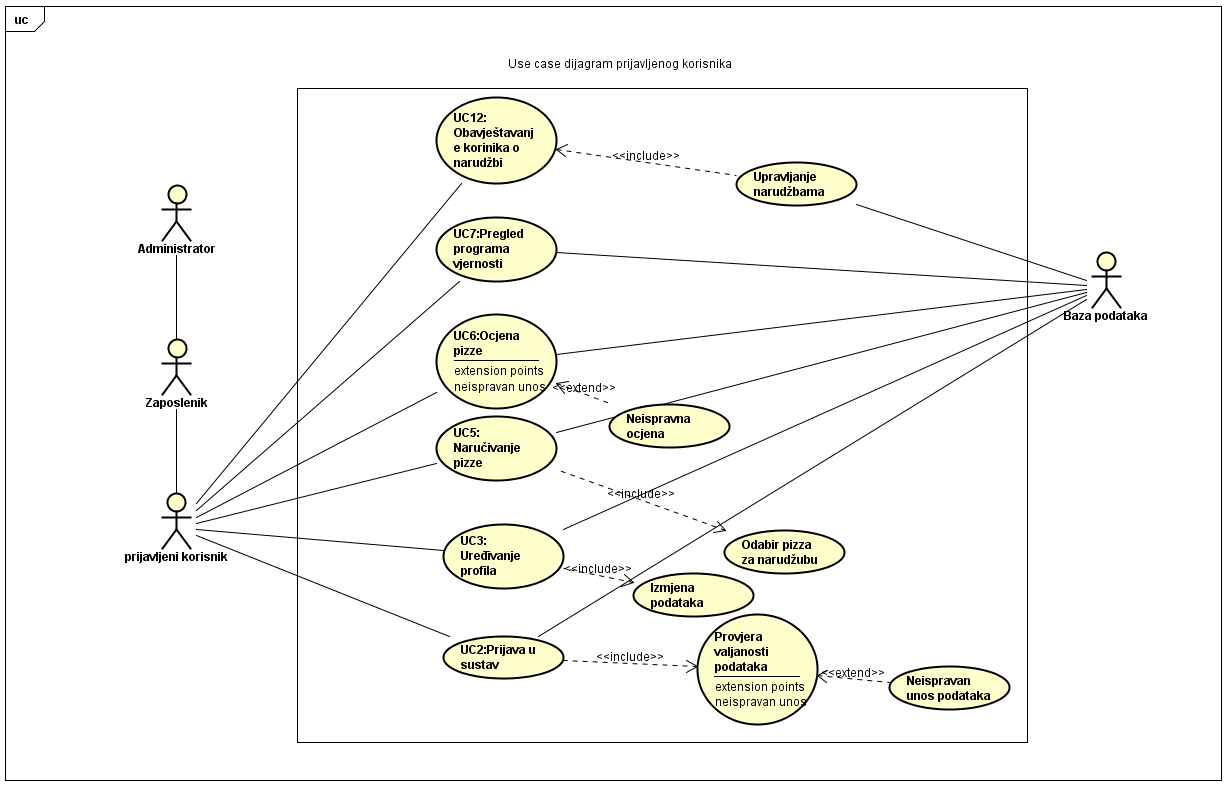 uc
Use case dijagram prijavljenog korisnika
UC12:
Obavještavanj
e korinika o
narudžbi
<<include>>
Upravljanje
narudžbama
Administrator
UC7:Pregled
programa
vjernosti
Baza podataka
UC6:Ocjena
pizze
extension points
neispravan unos
<<extend>>
Neispravna
ocjena
Zaposlenik
UC5:
Naručivanje
pizze
<<include>>
Odabir pizza
za narudžubu
prijavljeni korisnik
UC3:
Uređivanje
profila
<<include>>
Izmjena
podataka
UC2:Prijava u
sustav
<<include>>
Provjera
valjanosti
podataka
extension points
neispravan unos
<<extend>>
Neispravan
unos podataka